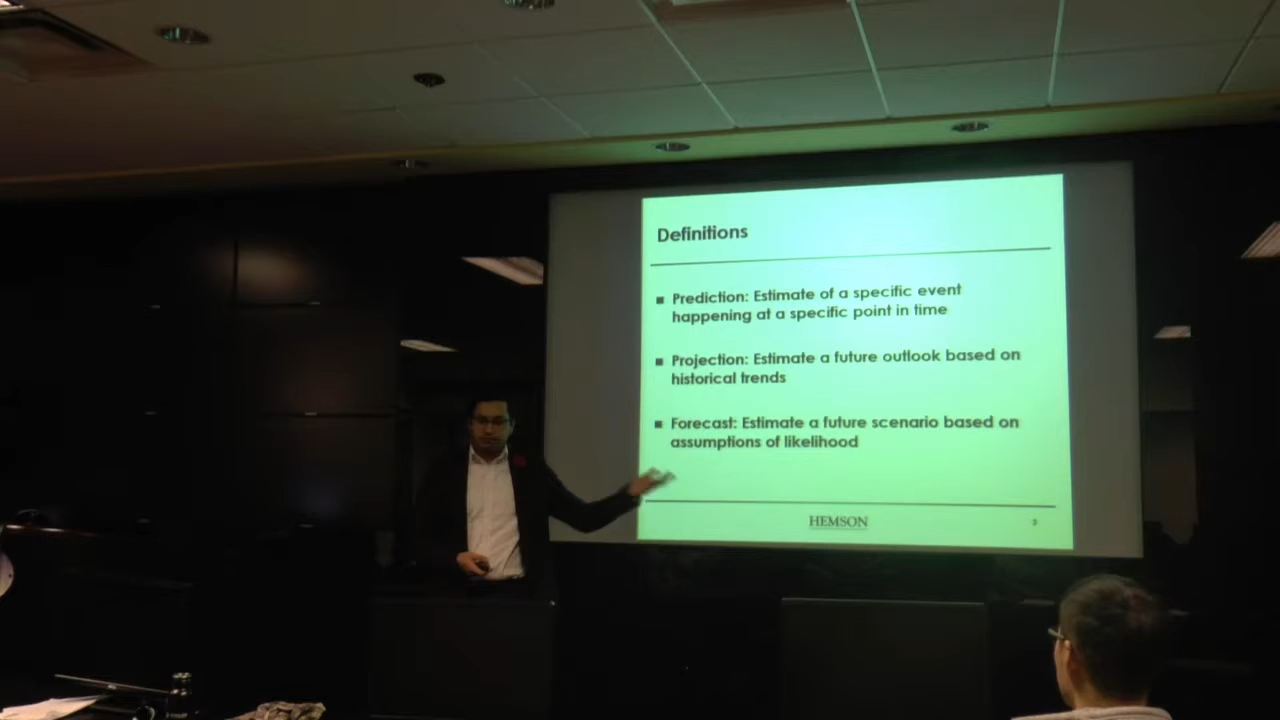 Definitions
Prediction: Estimate of a specific event
happening at a specific point in time
Projection: Estimate a future outlook based on
historical trends
Forecast: Estimate a future scenario based on
assumptions of likelihood
HEMSON
3